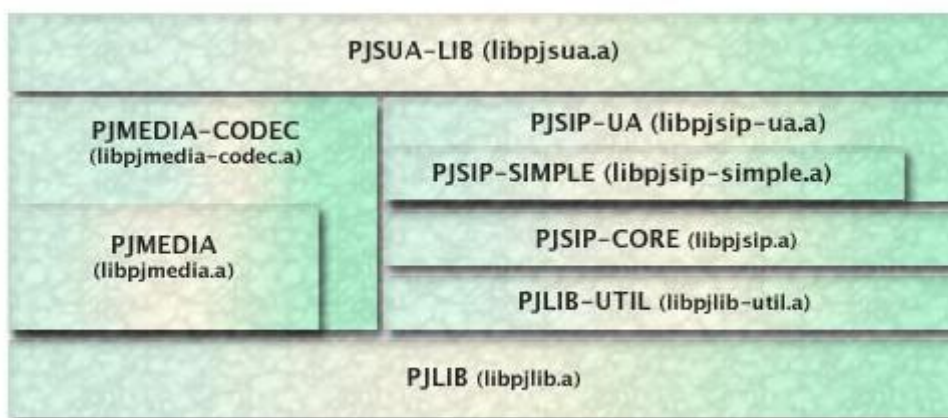 PJSUA-LIB (libpjsua.a)
PJMEDIA-CODEC
(libpjmedia-codec.a)
PJMEDIA
(libpjmedia.a)
PJSIP-UA (libpjsip-ua.a)
PJSIP-SIMPLE (libpjsip-simple.a)
PJSIP-CORE (libpjsip.a)
PJLIB-UTIL (libpjlib-util.a)
PJLIB (libpjlib.a)